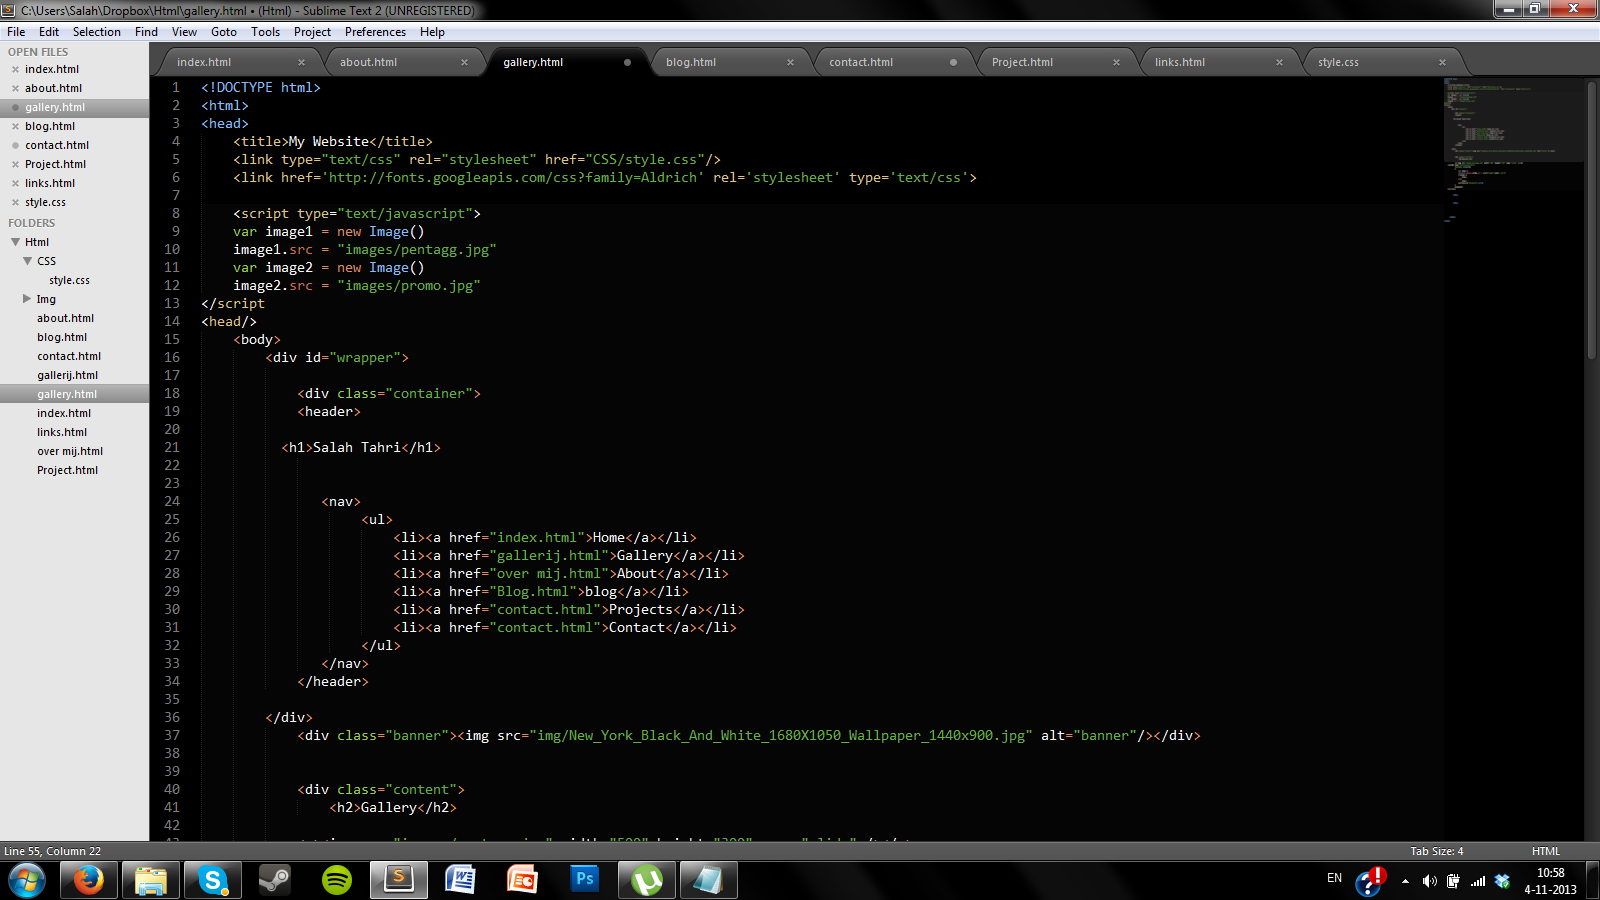 C:\Users\Salah\Dropbox\Html\gallery.html • (Html) - Sublime Text 2 (UNREGISTERED)
File Edit Selection Find View Goto Tools Project Preferences Help
OPEN FILES
index.html
about.html
gallery.html
blog.html
contact.html
Project.html
links.html
style.css
FOLDERS
Html
CSS
style.css
Img
about.html
blog.html
contact.html
gallerij.html
gallery.html
index.html
links.html
over mij.html
Project.html
index.html about.html gallery.html blog.html contact.html Project.html links.html style.css
1 <!DOCTYPE html>
2 <html>
3 <head>
4 <title>My Website</title>
5 <link type="text/css" rel="stylesheet" href="CSS/style.css"/>
6 <link href='http://fonts.googleapis.com/css?family=Aldrich' rel='stylesheet' type='text/css'>
7
8 <script type="text/javascript">
9 var image1 = new Image()
10 image1.src = "images/pentagg.jpg"
11 var image2 = new Image()
12 image2.src = "images/promo.jpg"
13 </script
14 <head/>
15 <body>
16 <div id="wrapper">
17
18 <div class="container">
19 <header>
20
21 <h1>Salah Tahri</h1>
22
23
24 <nav>
25 <ul>
26 <li><a href="index.html">Home</a></li>
27 <li><a href="gallerij.html">Gallery</a></li>
28 <li><a href="over mij.html">About</a></li>
29 <li><a href="Blog.html">blog</a></li>
30 <li><a href="contact.html">Projects</a></li>
31 <li><a href="contact.html">Contact</a></li>
32 </ul>
33 </nav>
34 </header>
35
36 </div>
37 <div class="banner"><img src="img/New_York_Black_And_White_1680X1050_Wallpaper_1440x900.jpg" alt="banner"/></div>
38
39
40 <div class="content">
41 <h2>Gallery</h2>
42
Line 55, Column 22
Tab Size: 4 HTML
EN
10:58
4-11-2013